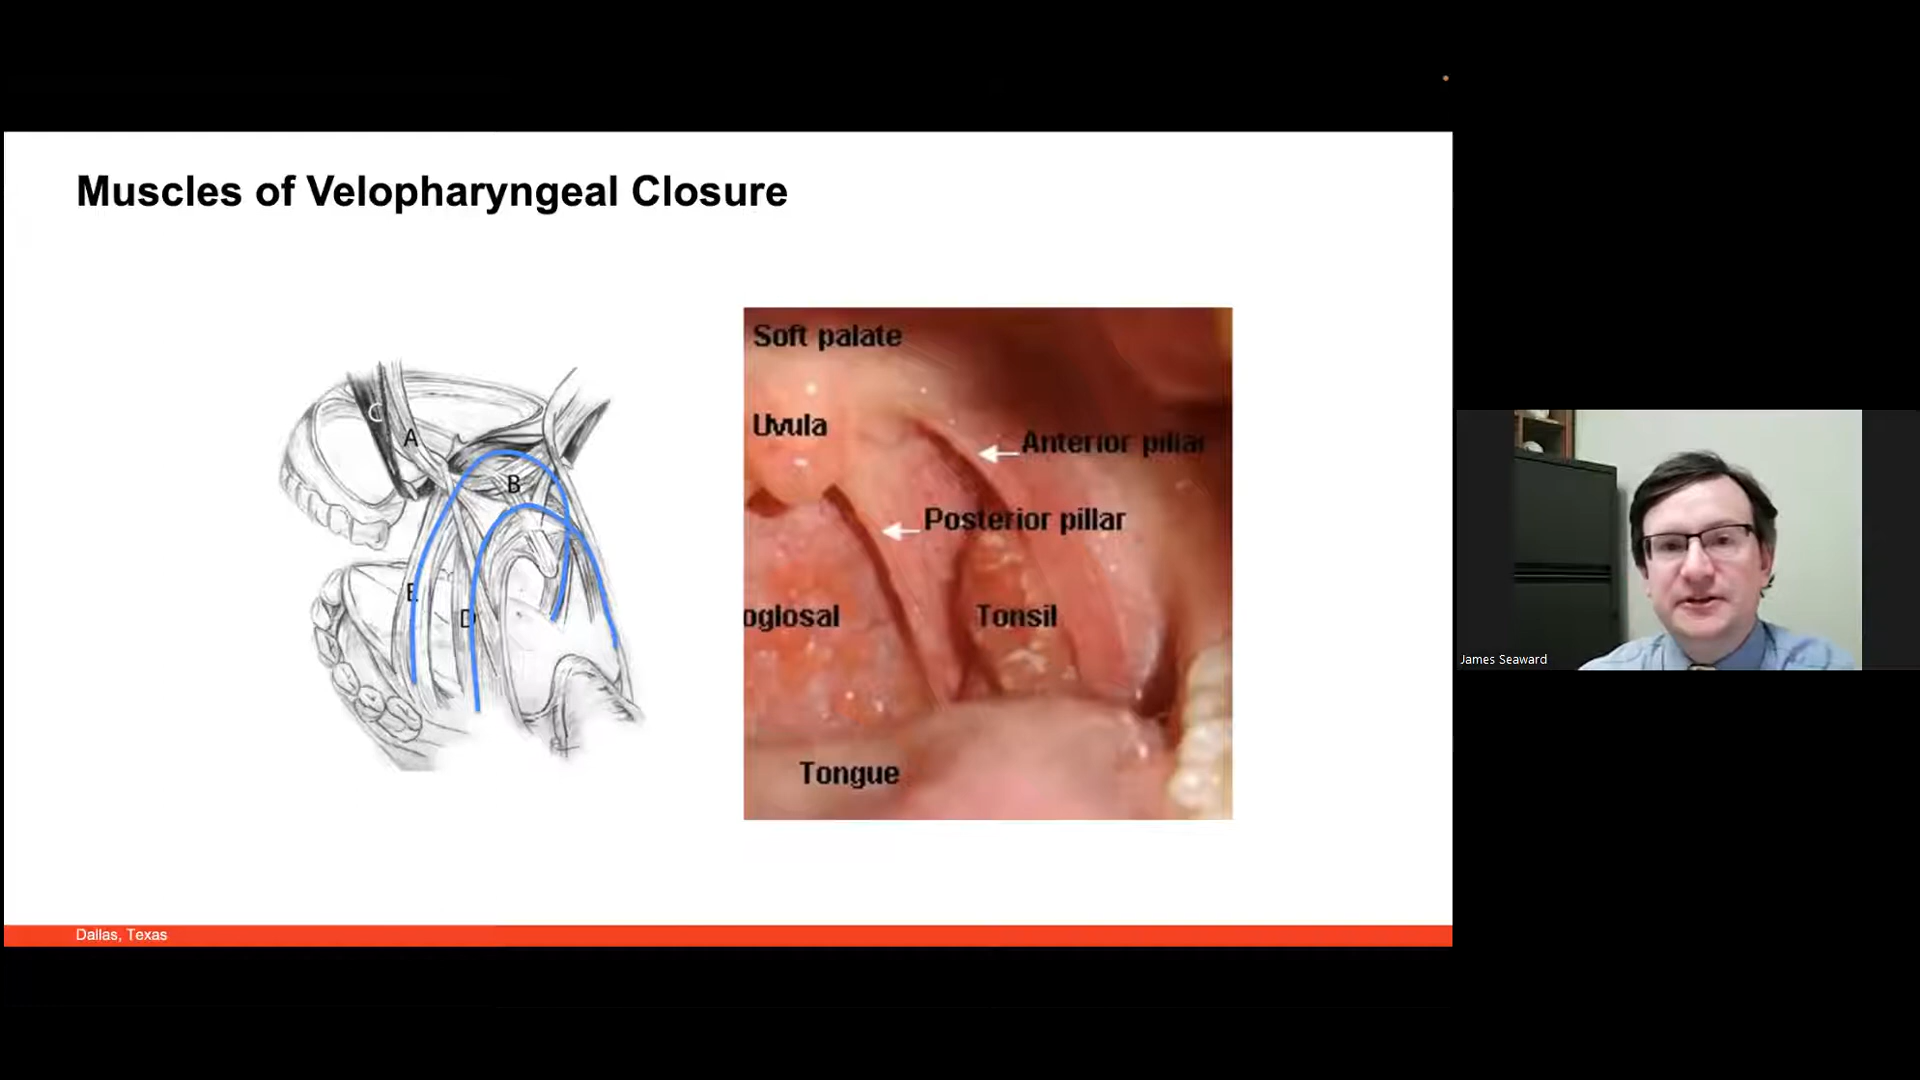 Muscles of Velopharyngeal Closure
C
A
B
E
D
Soft palate
Uvula
Anterior pillar
Posterior pillar
oglosal
Tonsil
Tongue
James Seaward
Dallas, Texas